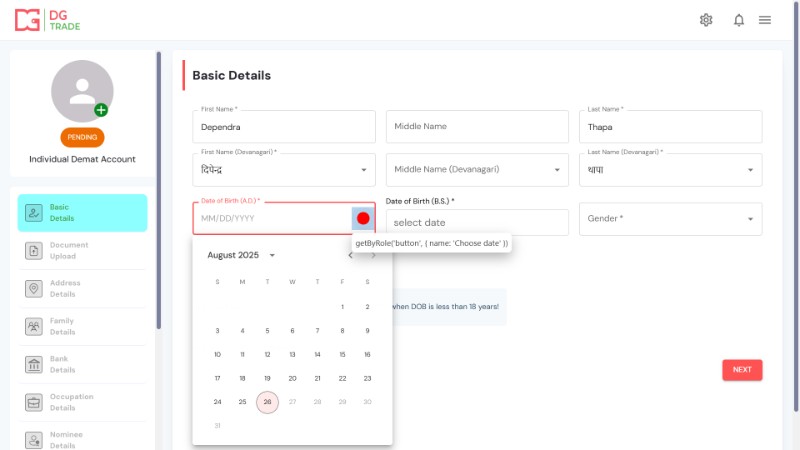 DG
TRADE
PENDING
Individual Demat Account
Basic
Details
Document
Upload
Address
Details
Family
Details
Bank
Details
Occupation
Details
Nominee
Details
Basic Details
First Name *
Dependra
Middle Name
Last Name *
Thapa
First Name (Devanagari) *
दिपेन्द्र
Middle Name (Devanagari)
Last Name (Devanagari) *
थापा
Date of Birth (A.D.) *
MM/DD/YYYY
Date of Birth (B.S.) *
select date
Gender *
getByRole('button', { name: 'Choose date' })
August 2025
S M T W T F S
1 2
3 4 5 6 7 8 9
10 11 12 13 14 15 16
17 18 19 20 21 22 23
24 25 26 27 28 29 30
31
when DOB is less than 18 years!
NEXT